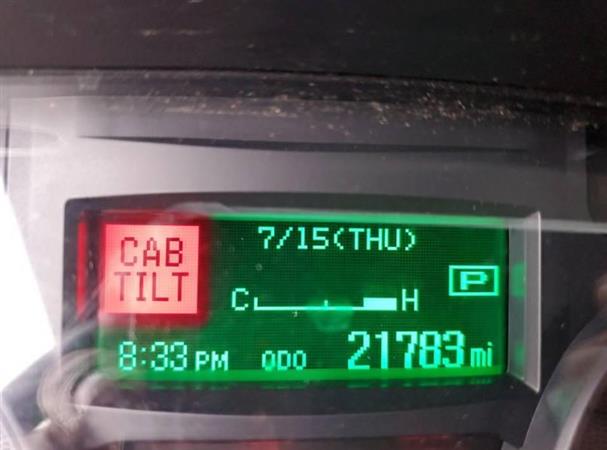 CAB
TILT
7/15(THU)
P
C H
8:33 PM ODO 21783 mi